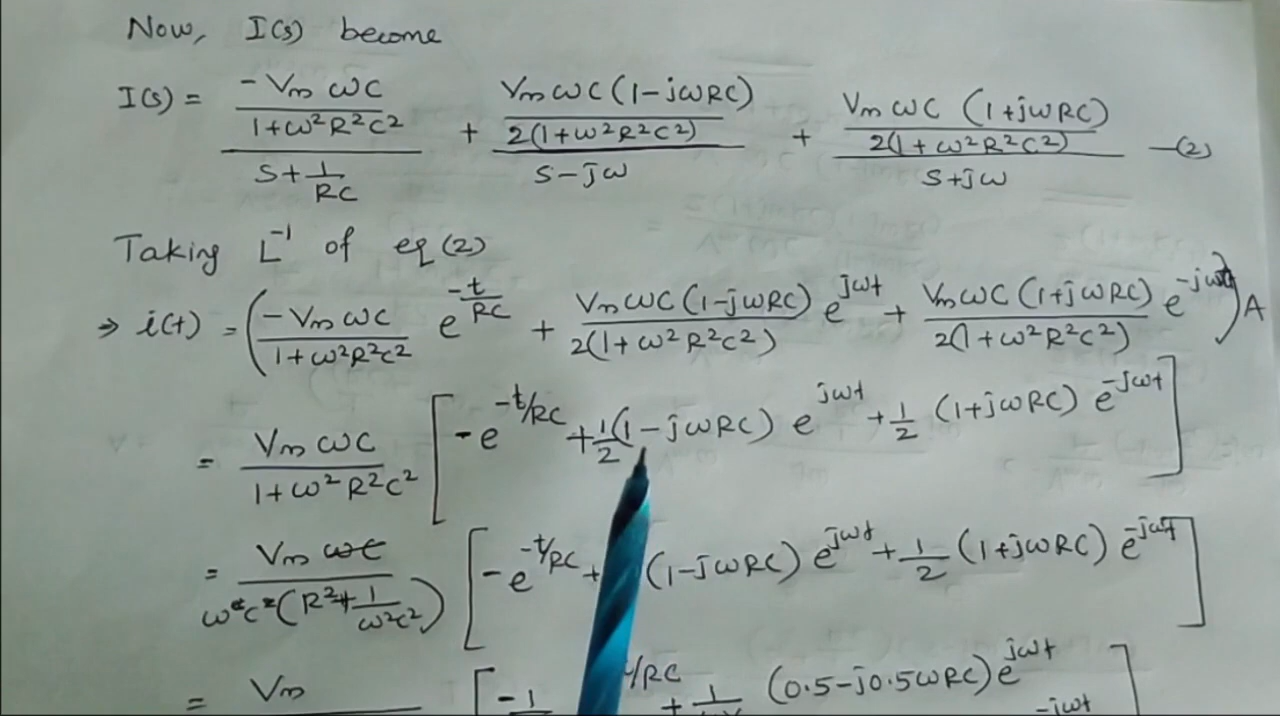 Now, I(s) become
I(s) = (-Vm ωC / (1+ω²R²C²)) / (S + 1/RC) + (Vm ωC (1-jωRC) / 2(1+ω²R²C²)) / (S-jω) + (Vm ωC (1+jωRC) / 2(1+ω²R²C²)) / (S+jω) —(2)
Taking L⁻¹ of eq (2)
⇒ i(t) = (-Vm ωC / (1+ω²R²C²) e^(-t/RC) + Vm ωC (1-jωRC) / 2(1+ω²R²C²) e^(jωt) + Vm ωC (1+jωRC) / 2(1+ω²R²C²) e^(-jωt)) A
= Vm ωC / (1+ω²R²C²) [-e^(-t/RC) + 1/2 (1-jωRC) e^(jωt) + 1/2 (1+jωRC) e^(-jωt)]
= Vm ωC / ω²C² (R² + 1/ω²C²) [-e^(-t/RC) + (1-jωRC) e^(jωt) + 1/2 (1+jωRC) e^(-jωt)]
= Vm [-1 /RC + 1 (0.5-j0.5ωRC) e^(jωt)
-jωt ]